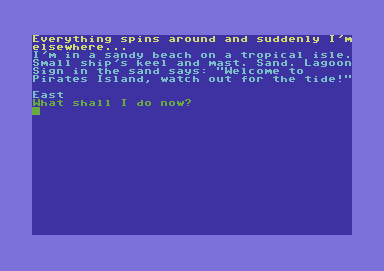 Everything spins around and suddenly I'm
elsewhere...
I'm in a sandy beach on a tropical isle.
Small ship's keel and mast. Sand. Lagoon
Sign in the sand says: "Welcome to
Pirates Island, watch out for the tide!"
East
What shall I do now?